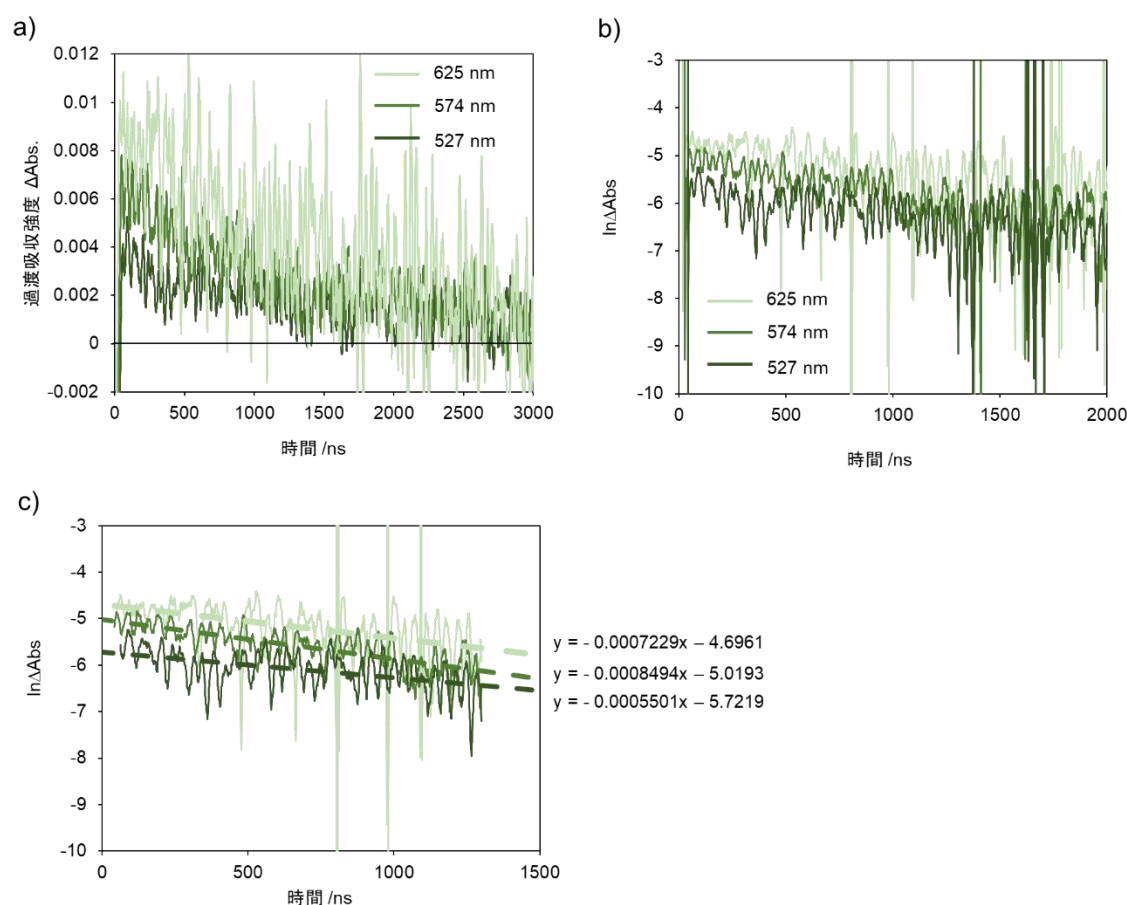 a)
過渡吸収強度 ΔAbs.
0.012
0.01
0.008
0.006
0.004
0.002
0
-0.002
625 nm
574 nm
527 nm
0 500 1000 1500 2000 2500 3000
時間 /ns
b)
lnΔAbs
-3
-4
-5
-6
-7
-8
-9
-10
625 nm
574 nm
527 nm
0 500 1000 1500 2000
時間 /ns
c)
lnΔAbs
-3
-4
-5
-6
-7
-8
-9
-10
0 500 1000 1500
時間 /ns
y = - 0.0007229x – 4.6961
y = - 0.0008494x – 5.0193
y = - 0.0005501x – 5.7219